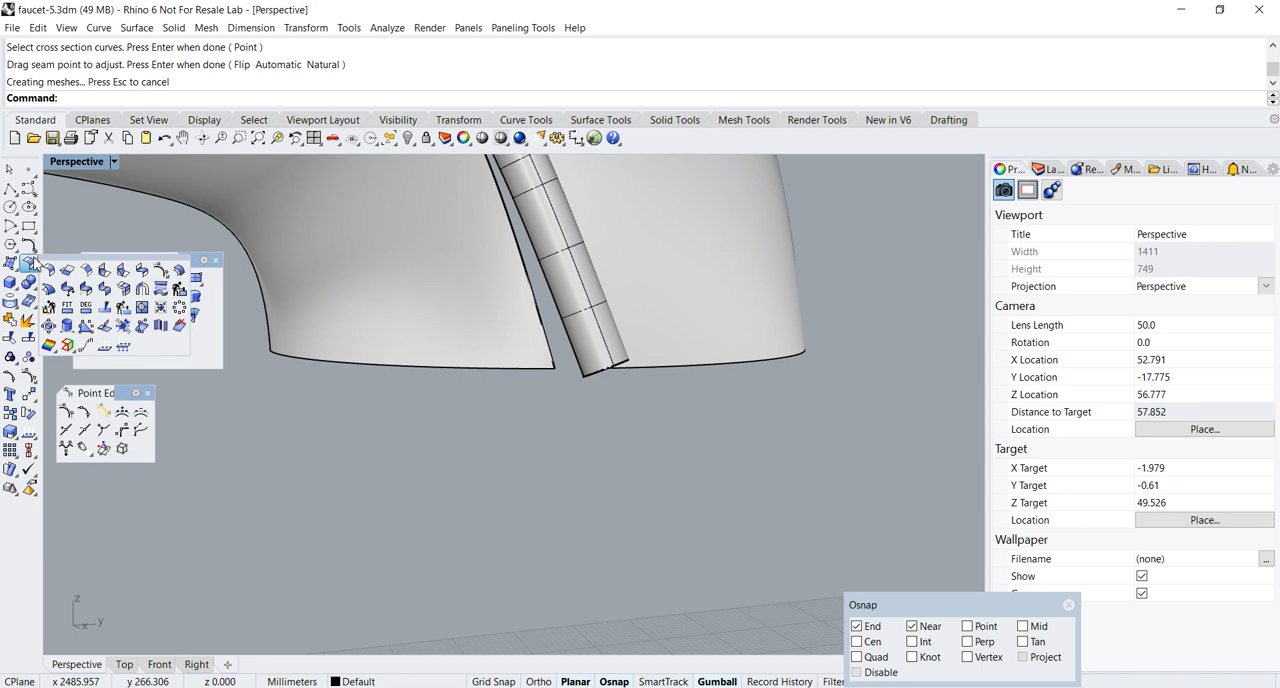 faucet-5.3dm (49 MB) - Rhino 6 Not For Resale Lab - [Perspective]
File Edit View Curve Surface Solid Mesh Dimension Transform Tools Analyze Render Panels Paneling Tools Help
Select cross section curves. Press Enter when done ( Point )
Drag seam point to adjust. Press Enter when done ( Flip Automatic Natural )
Creating meshes... Press Esc to cancel
Command:
Standard CPlanes Set View Display Select Viewport Layout Visibility Transform Curve Tools Surface Tools Solid Tools Mesh Tools Render Tools New in V6 Drafting
Perspective
Pr... La... Re... M... Li... H... N...
Viewport
Title Perspective
Width 1411
Height 749
Projection Perspective
Camera
Lens Length 50.0
Rotation 0.0
X Location 52.791
Y Location -17.775
Z Location 56.777
Distance to Target 57.852
Location Place...
Target
X Target -1.979
Y Target -0.61
Z Target 49.526
Location Place...
Wallpaper
Filename (none) ...
Show
FIT DEG
Point Ed
Osnap
End Near Point Mid
Cen Int Perp Tan
Quad Knot Vertex Project
Disable
z
x y
Perspective Top Front Right
CPlane x 2485.957 y 266.306 z 0.000 Millimeters Default Grid Snap Ortho Planar Osnap SmartTrack Gumball Record History Filter